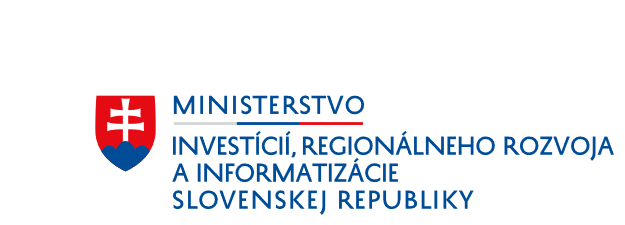 MINISTERSTVO
INVESTÍCIÍ, REGIONÁLNEHO ROZVOJA
A INFORMATIZÁCIE
SLOVENSKEJ REPUBLIKY